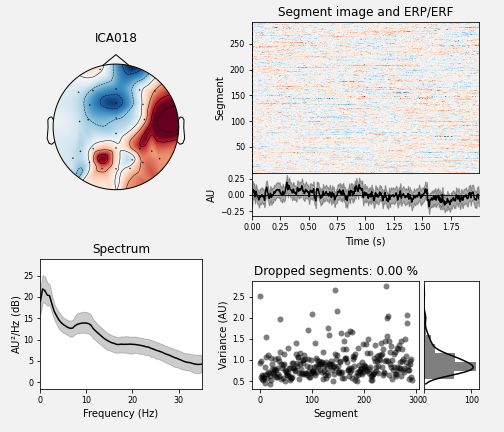 ICA018
Segment image and ERP/ERF
Segment
250
200
150
100
50
AU
0.25
0.00
−0.25
0.00 0.25 0.50 0.75 1.00 1.25 1.50 1.75
Time (s)
Spectrum
AU²/Hz (dB)
25
20
15
10
5
0
0 10 20 30
Frequency (Hz)
Dropped segments: 0.00 %
Variance (AU)
2.5
2.0
1.5
1.0
0.5
0 100 200 300
Segment
0 100